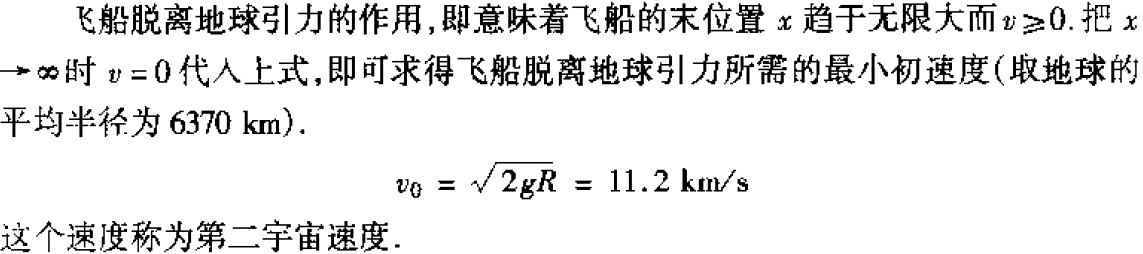 飞船脱离地球引力的作用,即意味着飞船的末位置 x 趋于无限大而 v⩾0. 把 x
→∞时 v = 0 代入上式,即可求得飞船脱离地球引力所需的最小初速度(取地球的
平均半径为 6370 km).
v₀ = √2gR = 11.2 km/s
这个速度称为第二宇宙速度.